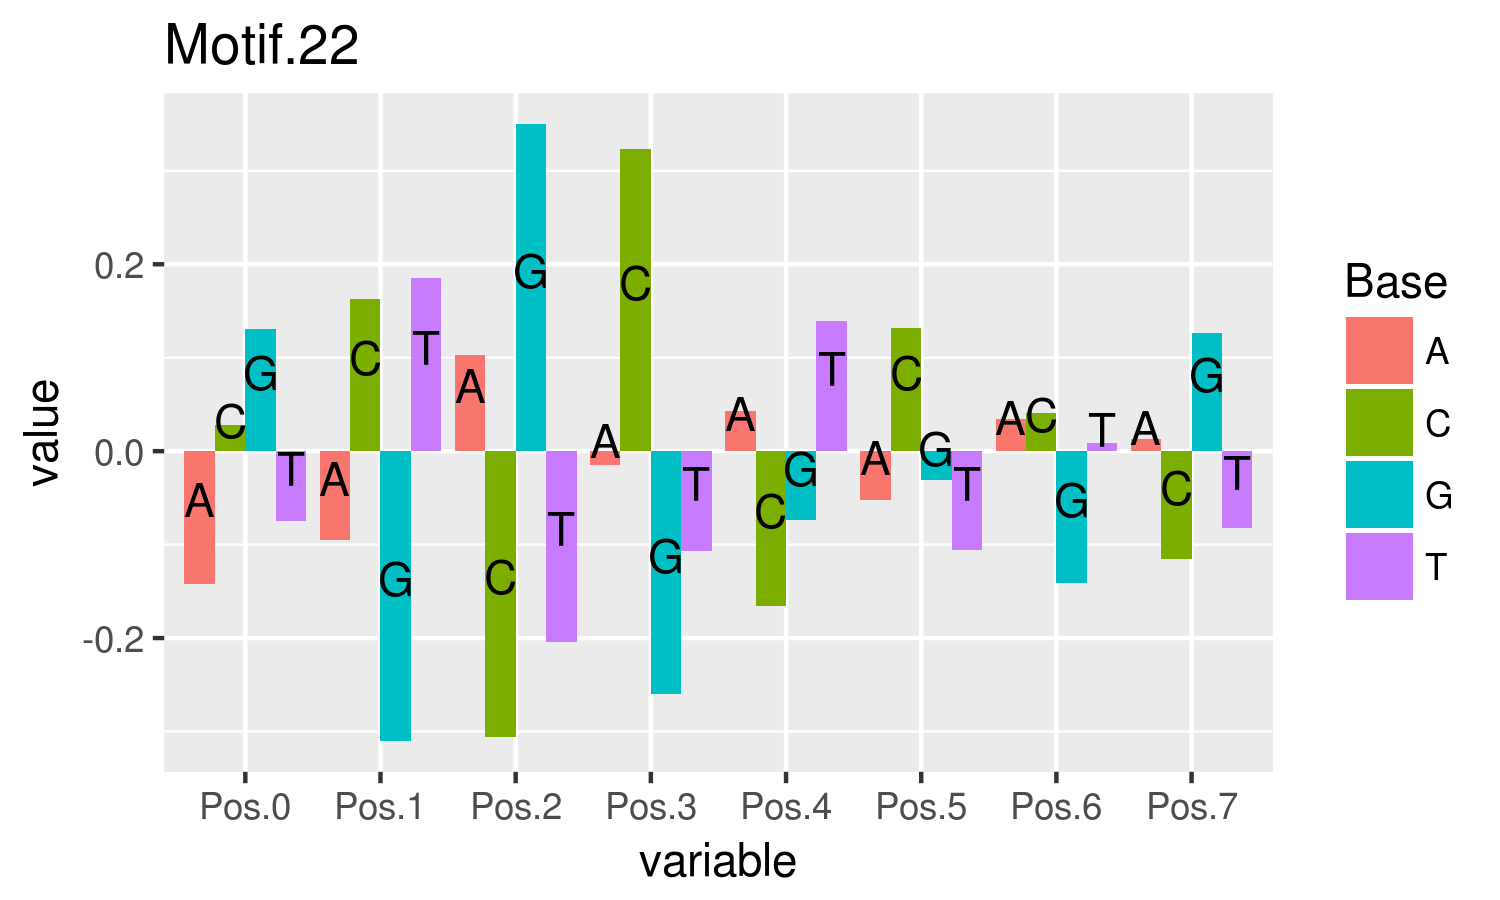 Motif.22
value
0.2
0.0
-0.2
A C G T A C G T A C G T A C G T A C G T A C G T A C G T A C G T
Pos.0 Pos.1 Pos.2 Pos.3 Pos.4 Pos.5 Pos.6 Pos.7
variable
Base
A
C
G
T